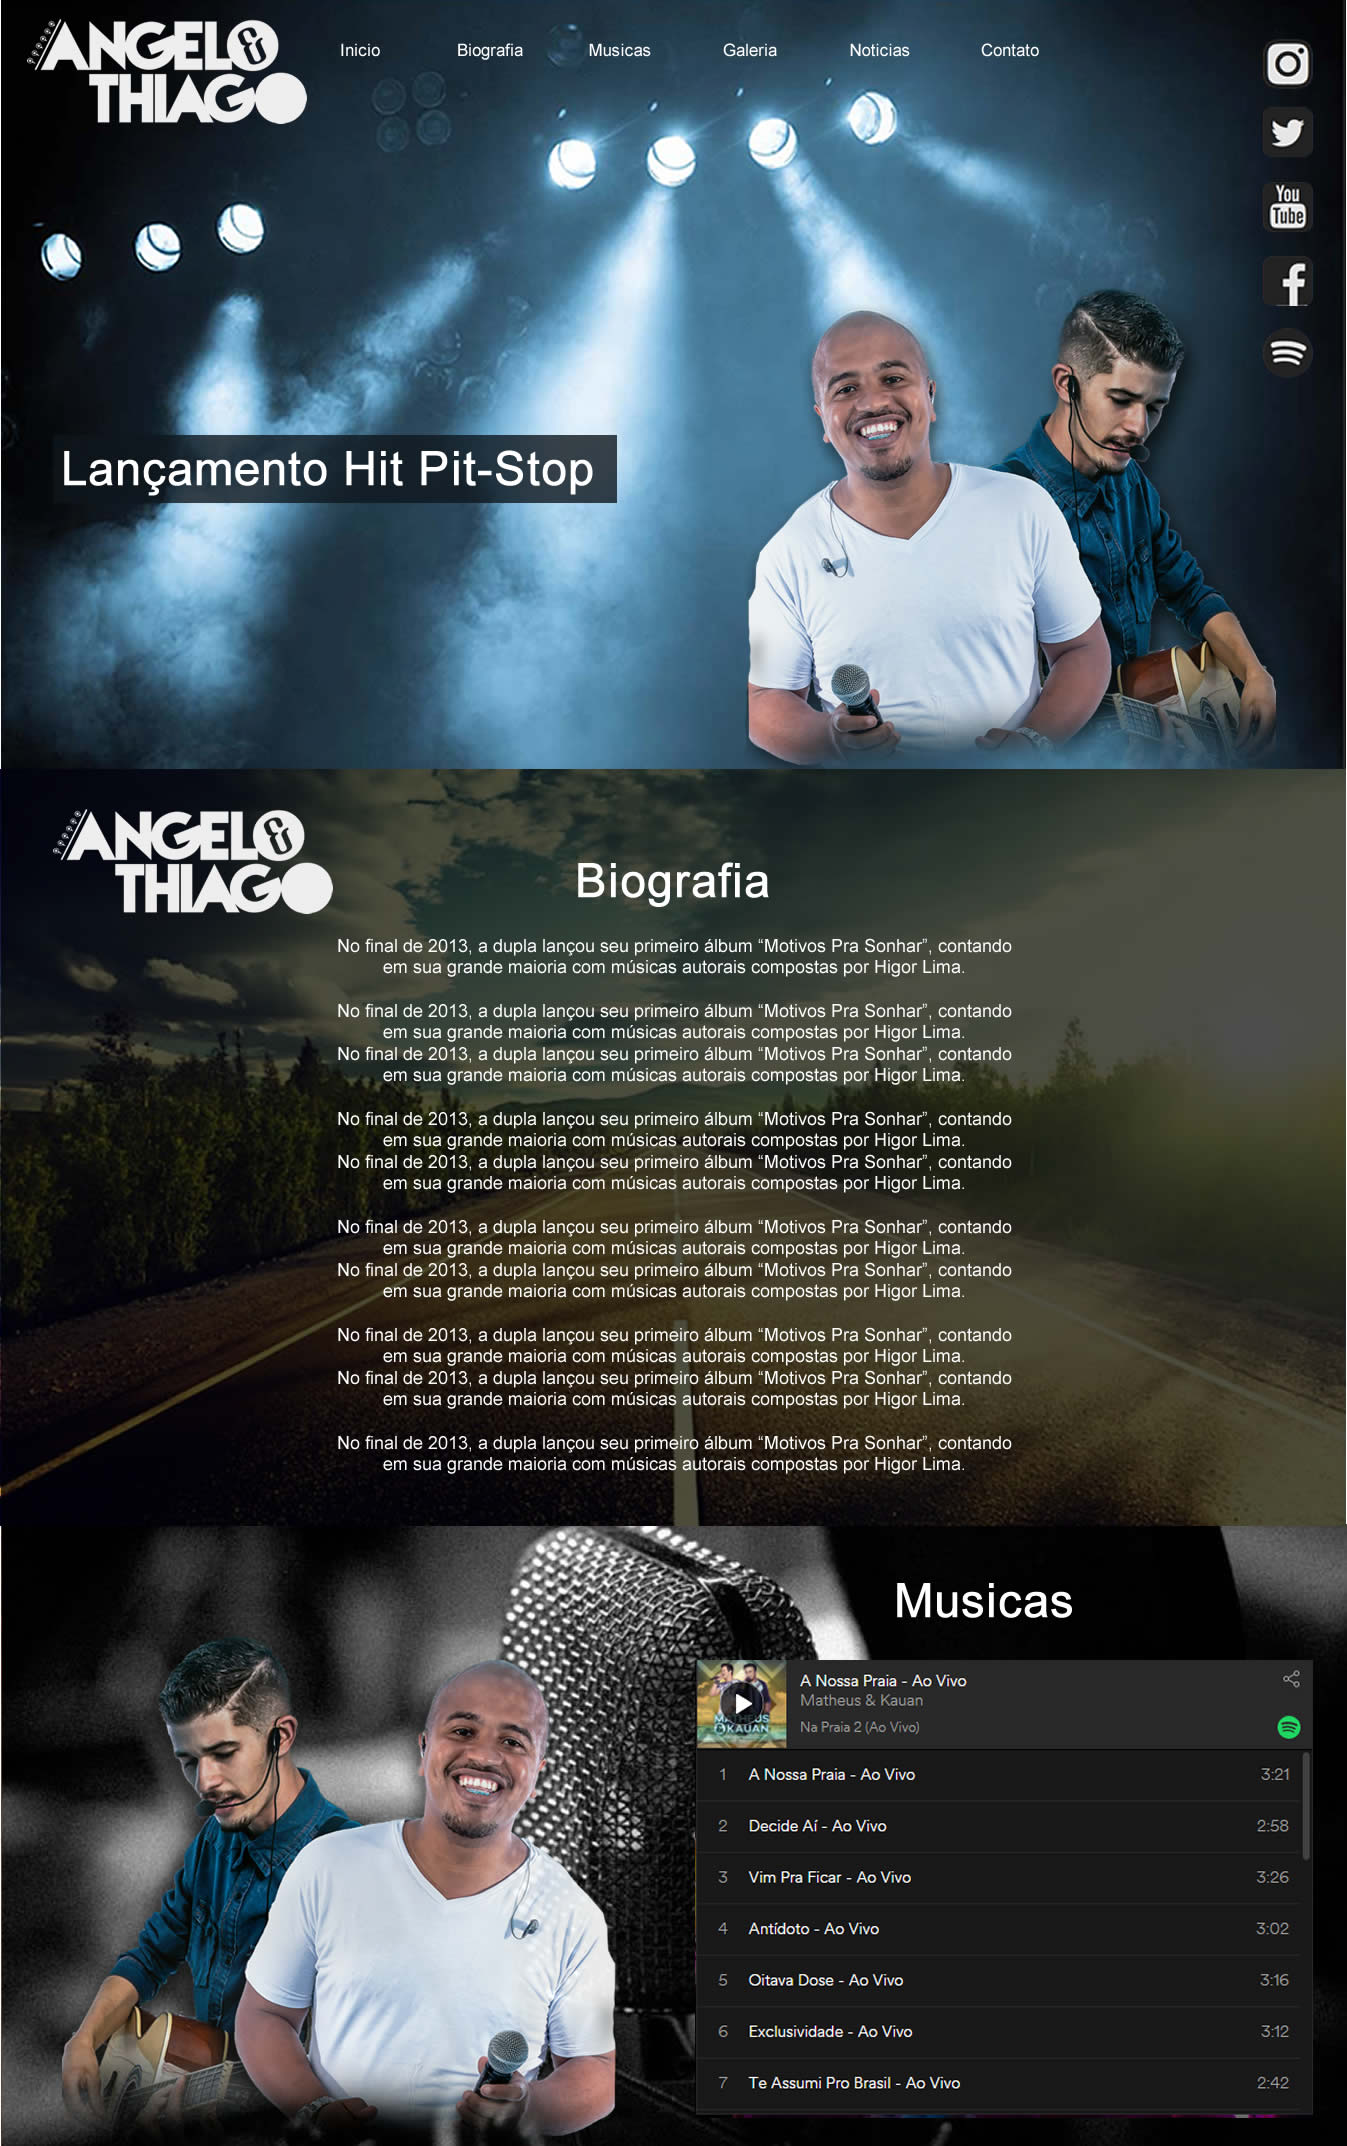 ANGELO &
THIAGO
Inicio Biografia Musicas Galeria Noticias Contato
You
Tube
Lançamento Hit Pit-Stop
ANGELO &
THIAGO
Biografia
No final de 2013, a dupla lançou seu primeiro álbum “Motivos Pra Sonhar”, contando
em sua grande maioria com músicas autorais compostas por Higor Lima.
No final de 2013, a dupla lançou seu primeiro álbum “Motivos Pra Sonhar”, contando
em sua grande maioria com músicas autorais compostas por Higor Lima.
No final de 2013, a dupla lançou seu primeiro álbum “Motivos Pra Sonhar”, contando
em sua grande maioria com músicas autorais compostas por Higor Lima.
No final de 2013, a dupla lançou seu primeiro álbum “Motivos Pra Sonhar”, contando
em sua grande maioria com músicas autorais compostas por Higor Lima.
No final de 2013, a dupla lançou seu primeiro álbum “Motivos Pra Sonhar”, contando
em sua grande maioria com músicas autorais compostas por Higor Lima.
No final de 2013, a dupla lançou seu primeiro álbum “Motivos Pra Sonhar”, contando
em sua grande maioria com músicas autorais compostas por Higor Lima.
No final de 2013, a dupla lançou seu primeiro álbum “Motivos Pra Sonhar”, contando
em sua grande maioria com músicas autorais compostas por Higor Lima.
No final de 2013, a dupla lançou seu primeiro álbum “Motivos Pra Sonhar”, contando
em sua grande maioria com músicas autorais compostas por Higor Lima.
No final de 2013, a dupla lançou seu primeiro álbum “Motivos Pra Sonhar”, contando
em sua grande maioria com músicas autorais compostas por Higor Lima.
No final de 2013, a dupla lançou seu primeiro álbum “Motivos Pra Sonhar”, contando
em sua grande maioria com músicas autorais compostas por Higor Lima.
Musicas
MATHEUS
& KAUAN
A Nossa Praia - Ao Vivo
Matheus & Kauan
Na Praia 2 (Ao Vivo)
1 A Nossa Praia - Ao Vivo 3:21
2 Decide Aí - Ao Vivo 2:58
3 Vim Pra Ficar - Ao Vivo 3:26
4 Antídoto - Ao Vivo 3:02
5 Oitava Dose - Ao Vivo 3:16
6 Exclusividade - Ao Vivo 3:12
7 Te Assumi Pro Brasil - Ao Vivo 2:42